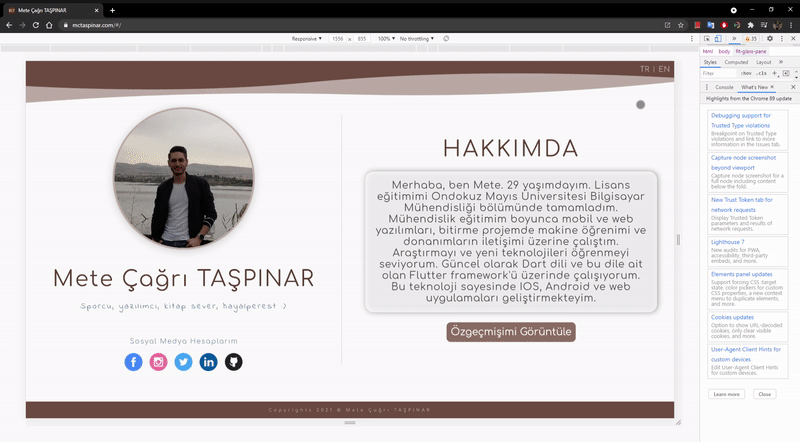 Mete Çağrı TAŞPINAR
mctaspinar.com/#/
Responsive ▼ 1556 × 855 100% ▼ No throttling ▼
35
html body flt-glass-pane
Styles Computed Layout
Filter :hov .cls
Console What's New
Highlights from the Chrome 89 update
Debugging support for
Trusted Type violations
Breakpoint on Trusted Type
violations and link to more
information in the Issues tab.
Capture node screenshot
beyond viewport
Capture node screenshot for a
full node including content
below the fold.
New Trust Token tab for
network requests
Display Trusted Token
parameters and results of
network requests.
Lighthouse 7
New audits for PWA,
accessibility, third-party
embeds, and more.
Elements panel updates
Support forcing CSS :target
state, color pickers for custom
CSS properties, a new context
menu to duplicate elements,
and more.
Cookies updates
Option to show URL-decoded
cookies, only clear visible
cookies, and more.
User-Agent Client Hints for
custom devices
Edit User-Agent Client Hints
for custom devices.
Learn more Close
TR | EN
Mete Çağrı TAŞPINAR
Sporcu, yazılımcı, kitap sever, hayalperest :)
Sosyal Medya Hesaplarım
HAKKIMDA
Merhaba, ben Mete. 29 yaşımdayım. Lisans
eğitimimi Ondokuz Mayıs Üniversitesi Bilgisayar
Mühendisliği bölümünde tamamladım.
Mühendislik eğitimim boyunca mobil ve web
yazılımları, bitirme projemde makine öğrenimi ve
donanımların iletişimi üzerine çalıştım.
Araştırmayı ve yeni teknolojileri öğrenmeyi
seviyorum. Güncel olarak Dart dili ve bu dile ait
olan Flutter framework'ü üzerinde çalışıyorum.
Bu teknoloji sayesinde IOS, Android ve web
uygulamaları geliştirmekteyim.
Özgeçmişimi Görüntüle
Copyrights 2021 © Mete Çağrı TAŞPINAR